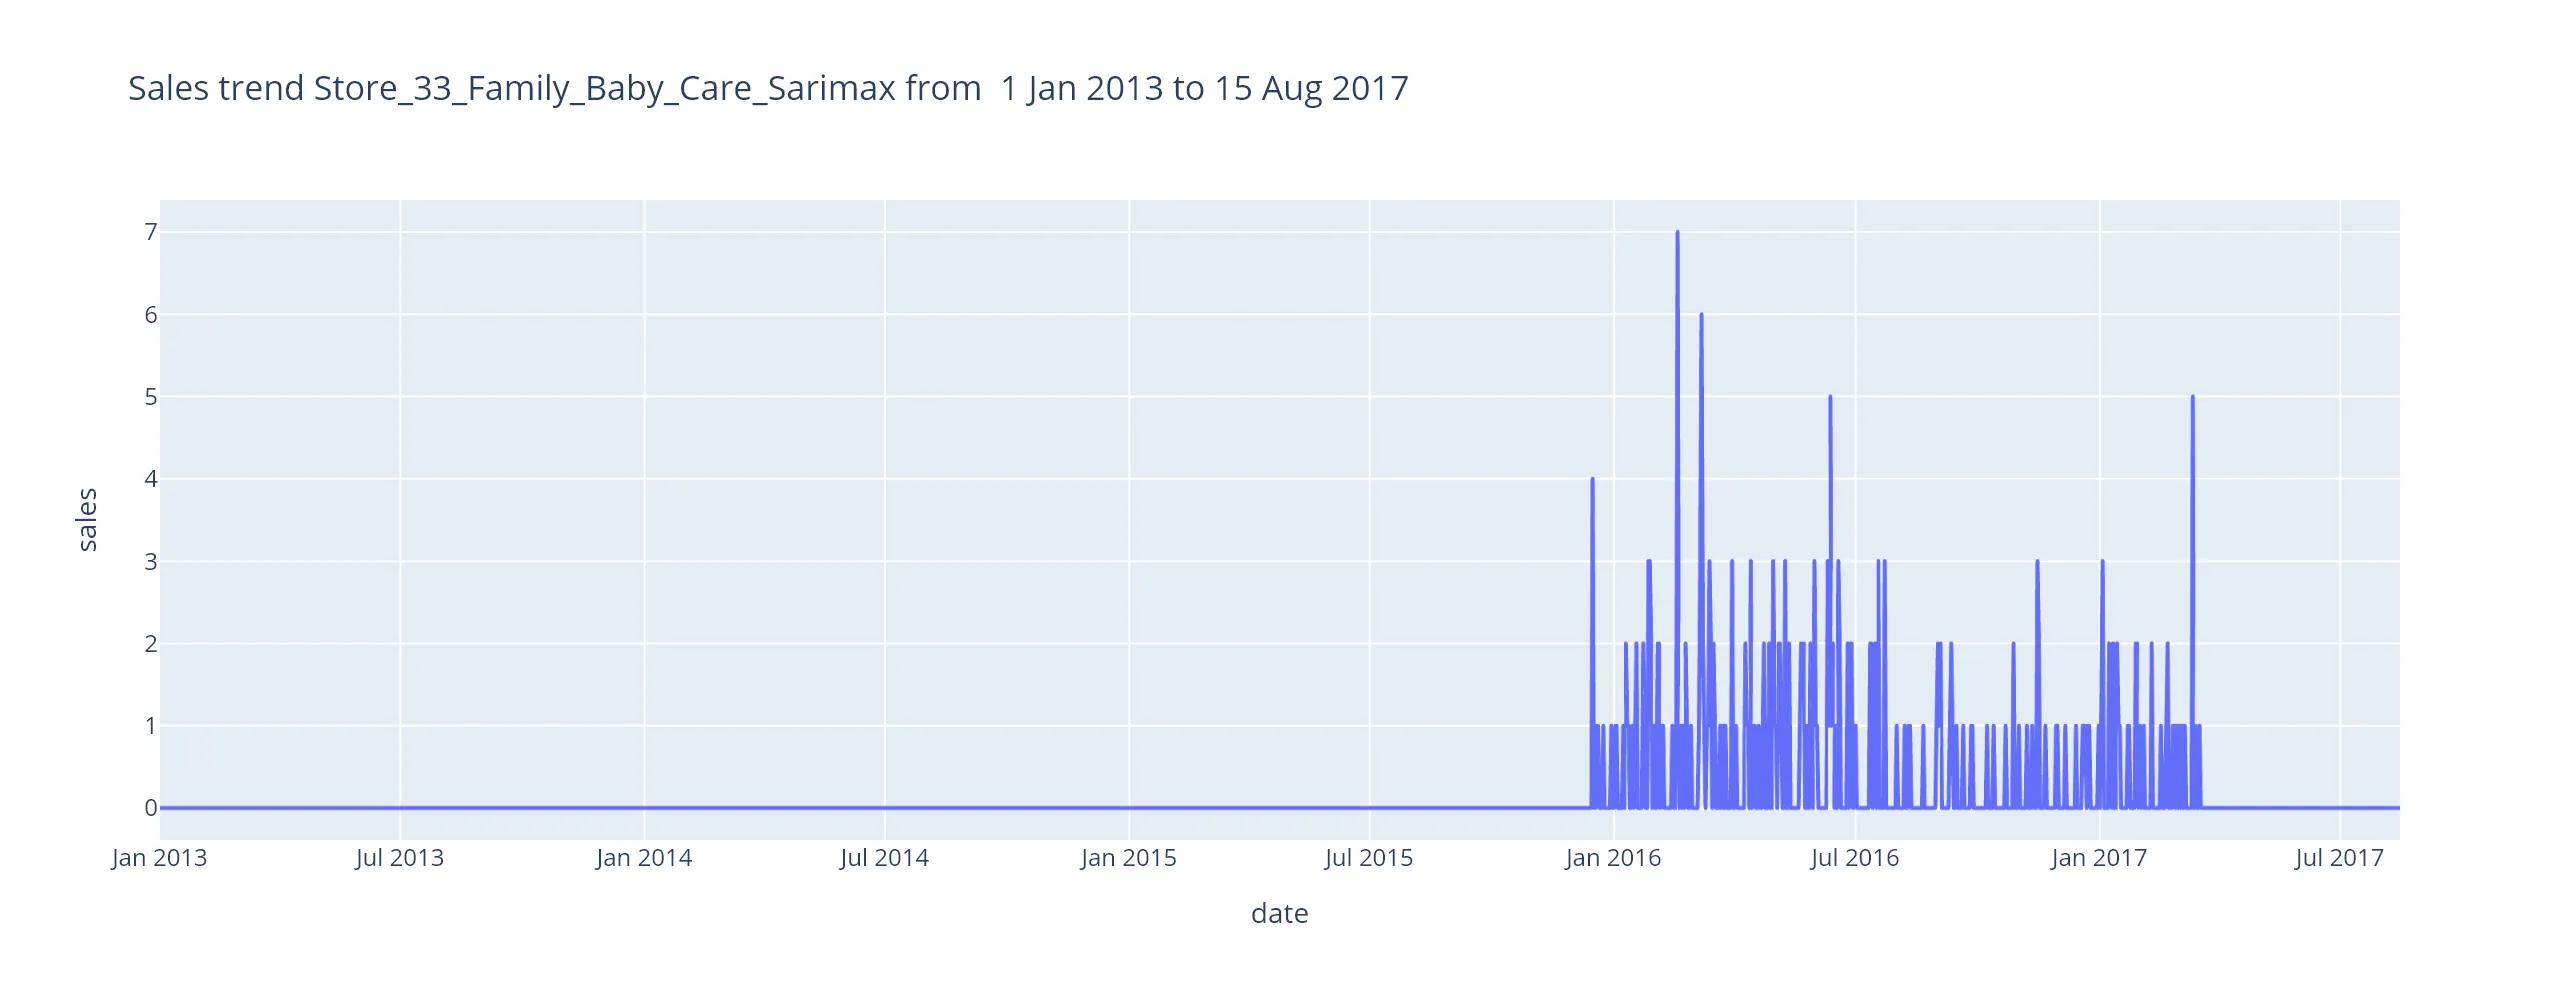 Sales trend Store_33_Family_Baby_Care_Sarimax from  1 Jan 2013 to 15 Aug 2017
7
6
5
4
3
2
1
0
sales
Jan 2013 Jul 2013 Jan 2014 Jul 2014 Jan 2015 Jul 2015 Jan 2016 Jul 2016 Jan 2017 Jul 2017
date